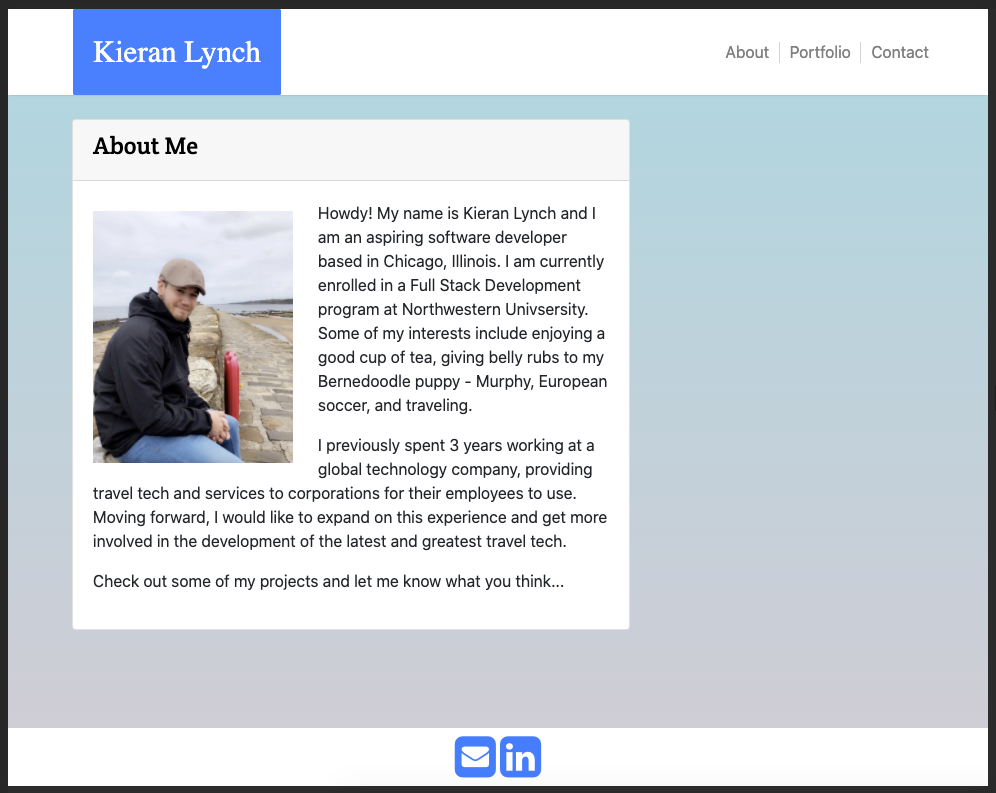 Kieran Lynch
About
Portfolio
Contact
About Me
Howdy! My name is Kieran Lynch and I
am an aspiring software developer
based in Chicago, Illinois. I am currently
enrolled in a Full Stack Development
program at Northwestern Univsersity.
Some of my interests include enjoying a
good cup of tea, giving belly rubs to my
Bernedoodle puppy - Murphy, European
soccer, and traveling.
I previously spent 3 years working at a
global technology company, providing
travel tech and services to corporations for their employees to use.
Moving forward, I would like to expand on this experience and get more
involved in the development of the latest and greatest travel tech.
Check out some of my projects and let me know what you think...
in